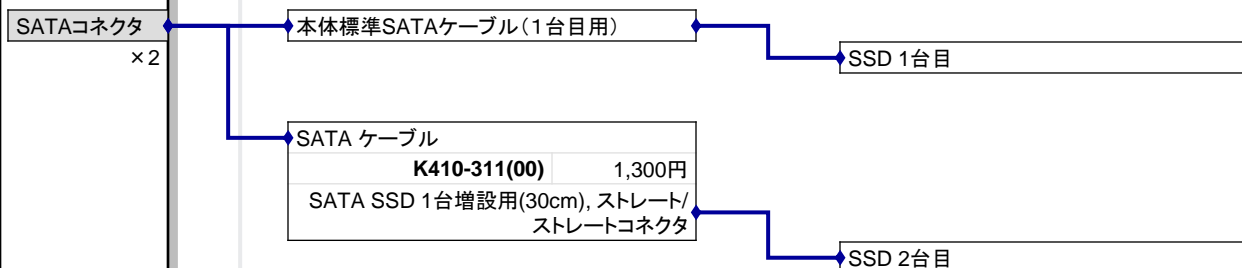 SATAコネクタ
×2
本体標準SATAケーブル（1台目用）
SSD 1台目
SATA ケーブル
K410-311(00) 1,300円
SATA SSD 1台増設用(30cm), ストレート/
ストレートコネクタ
SSD 2台目